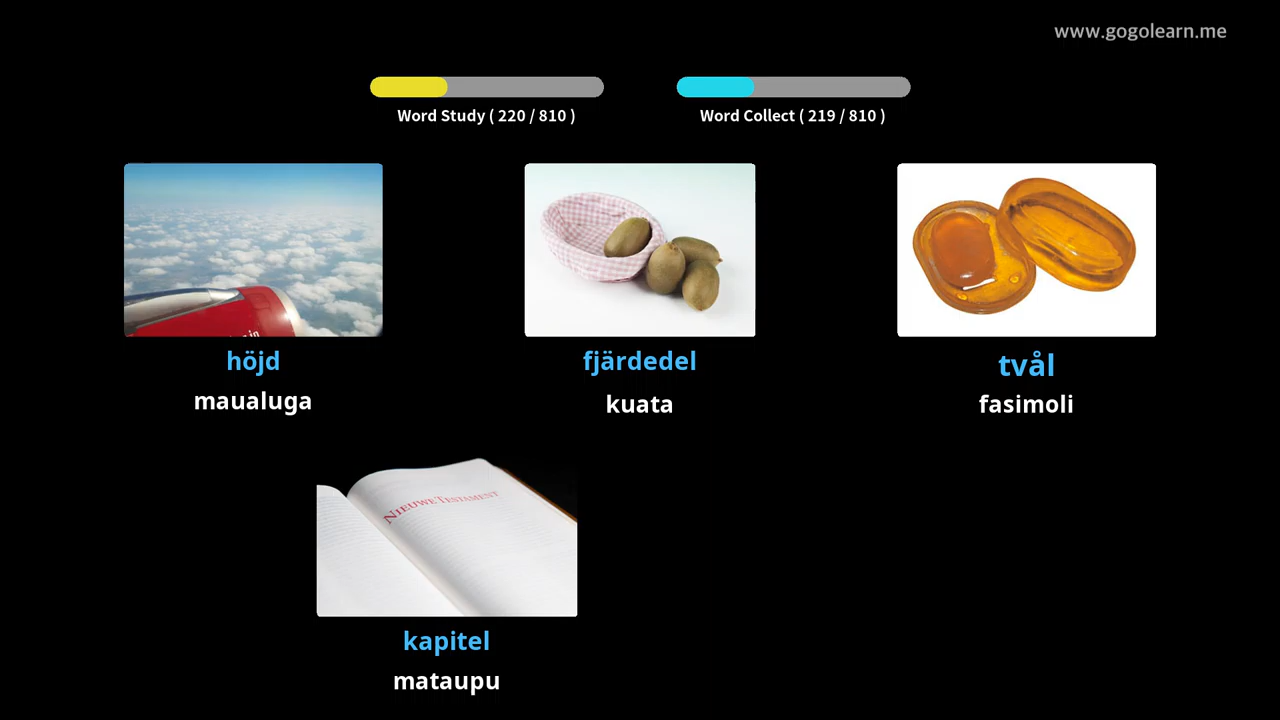 www.gogolearn.me
Word Study ( 220 / 810 )
Word Collect ( 219 / 810 )
höjd
maualuga
fjärdedel
kuata
tvål
fasimoli
NIEUWE TESTAMENT
kapitel
mataupu